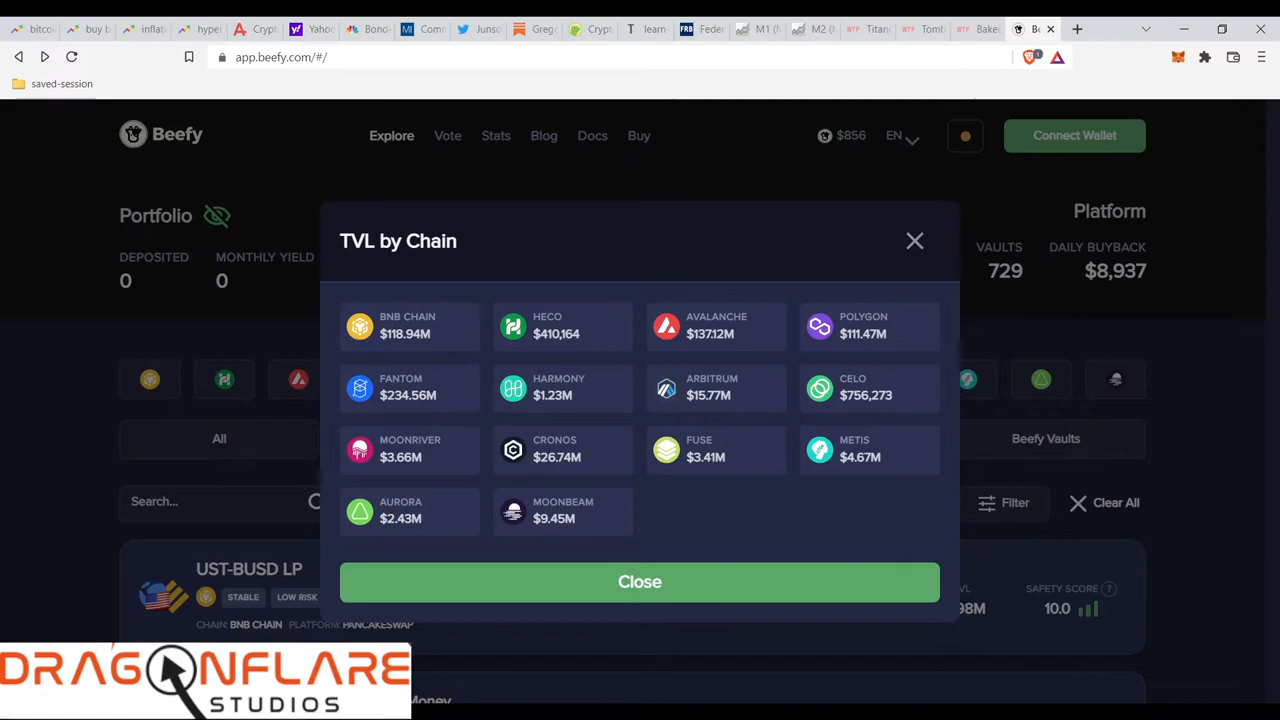 bitcoi
buy b
inflat
hyper
Crypt
Yahoo
Bond:
Comm
Junso
Greg
Crypt
learn
Feder
M1 (
M2 (
Titan
Tomb
Baked
Be
app.beefy.com/#/
1
saved-session
Beefy
Explore
Vote
Stats
Blog
Docs
Buy
$856
EN
Connect Wallet
Portfolio
Platform
DEPOSITED
MONTHLY YIELD
VAULTS
DAILY BUYBACK
0
0
729
$8,937
TVL by Chain
BNB CHAIN
$118.94M
HECO
$410,164
AVALANCHE
$137.12M
POLYGON
$111.47M
FANTOM
$234.56M
HARMONY
$1.23M
ARBITRUM
$15.77M
CELO
$756,273
MOONRIVER
$3.66M
CRONOS
$26.74M
FUSE
$3.41M
METIS
$4.67M
AURORA
$2.43M
MOONBEAM
$9.45M
Close
All
Beefy Vaults
Search...
Filter
Clear All
UST-BUSD LP
STABLE
LOW RISK
CHAIN: BNB CHAIN PLATFORM: PANCAKESWAP
VL
98M
SAFETY SCORE ?
10.0
Money
DRAGONFLARE
STUDIOS